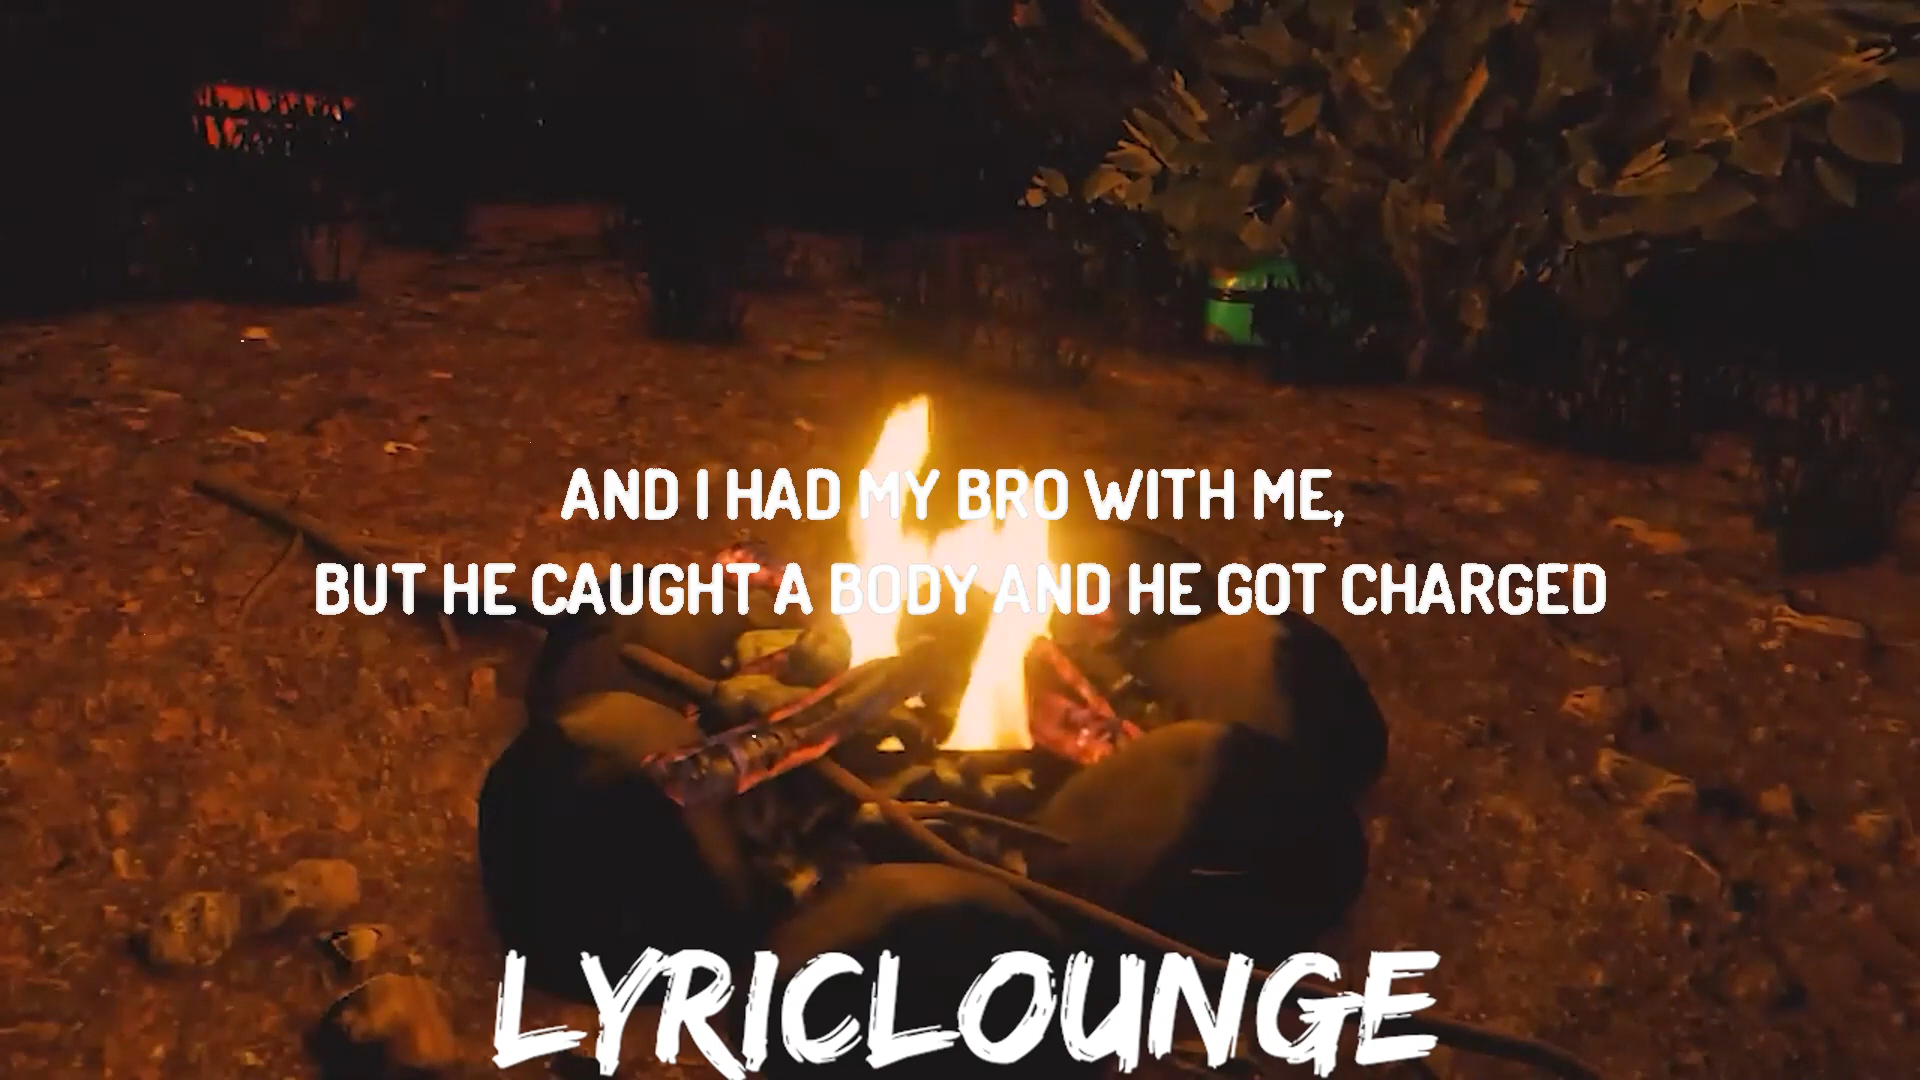 AND I HAD MY BRO WITH ME,
BUT HE CAUGHT A BODY AND HE GOT CHARGED
LYRICLOUNGE